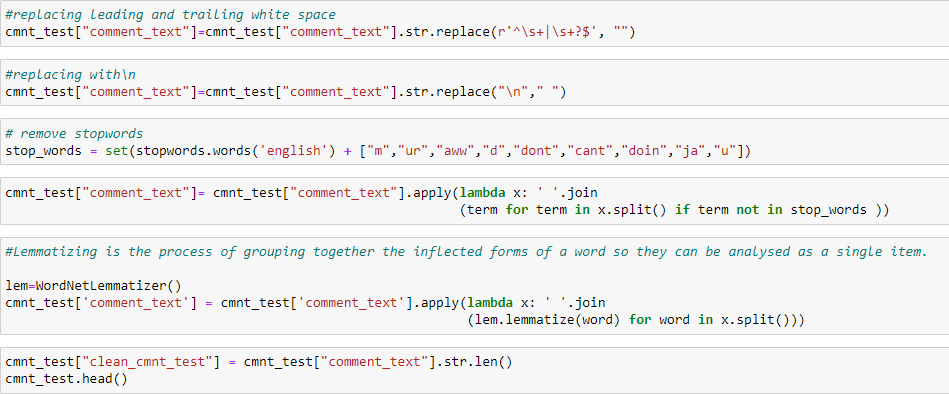 #replacing leading and trailing white space
cmnt_test["comment_text"]=cmnt_test["comment_text"].str.replace(r'^\s+|\s+?$', "")
#replacing with\n
cmnt_test["comment_text"]=cmnt_test["comment_text"].str.replace("\n"," ")
# remove stopwords
stop_words = set(stopwords.words('english') + ["m","ur","aww","d","dont","cant","doin","ja","u"])
cmnt_test["comment_text"]= cmnt_test["comment_text"].apply(lambda x: ' '.join
(term for term in x.split() if term not in stop_words ))
#Lemmatizing is the process of grouping together the inflected forms of a word so they can be analysed as a single item.
lem=WordNetLemmatizer()
cmnt_test['comment_text'] = cmnt_test['comment_text'].apply(lambda x: ' '.join
(lem.lemmatize(word) for word in x.split()))
cmnt_test["clean_cmnt_test"] = cmnt_test["comment_text"].str.len()
cmnt_test.head()